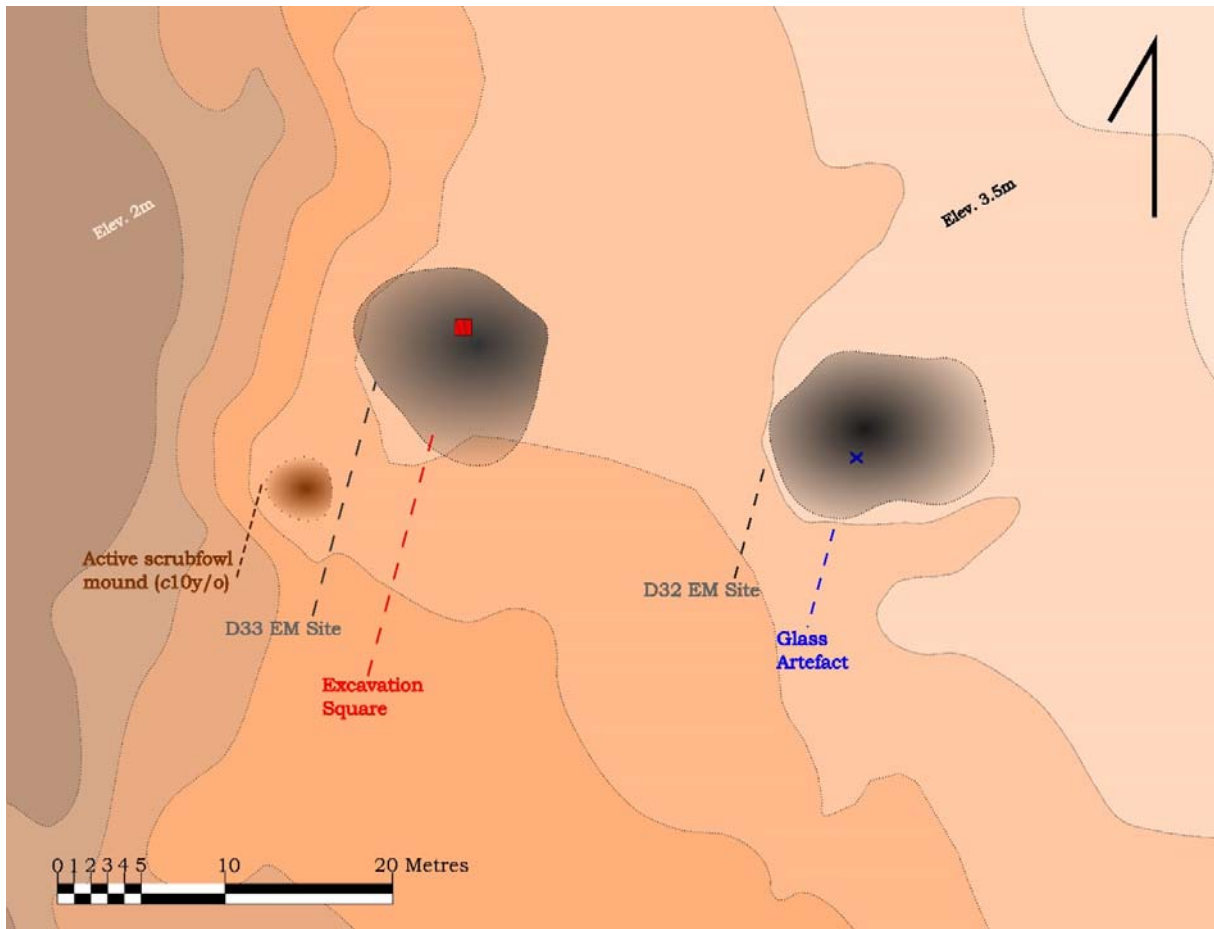 Elev. 2m
Elev. 3.5m
Active scrubfowl
mound (c10y/o)
D33 EM Site
D32 EM Site
Excavation
Square
Glass
Artefact
0 1 2 3 4 5 10 20 Metres